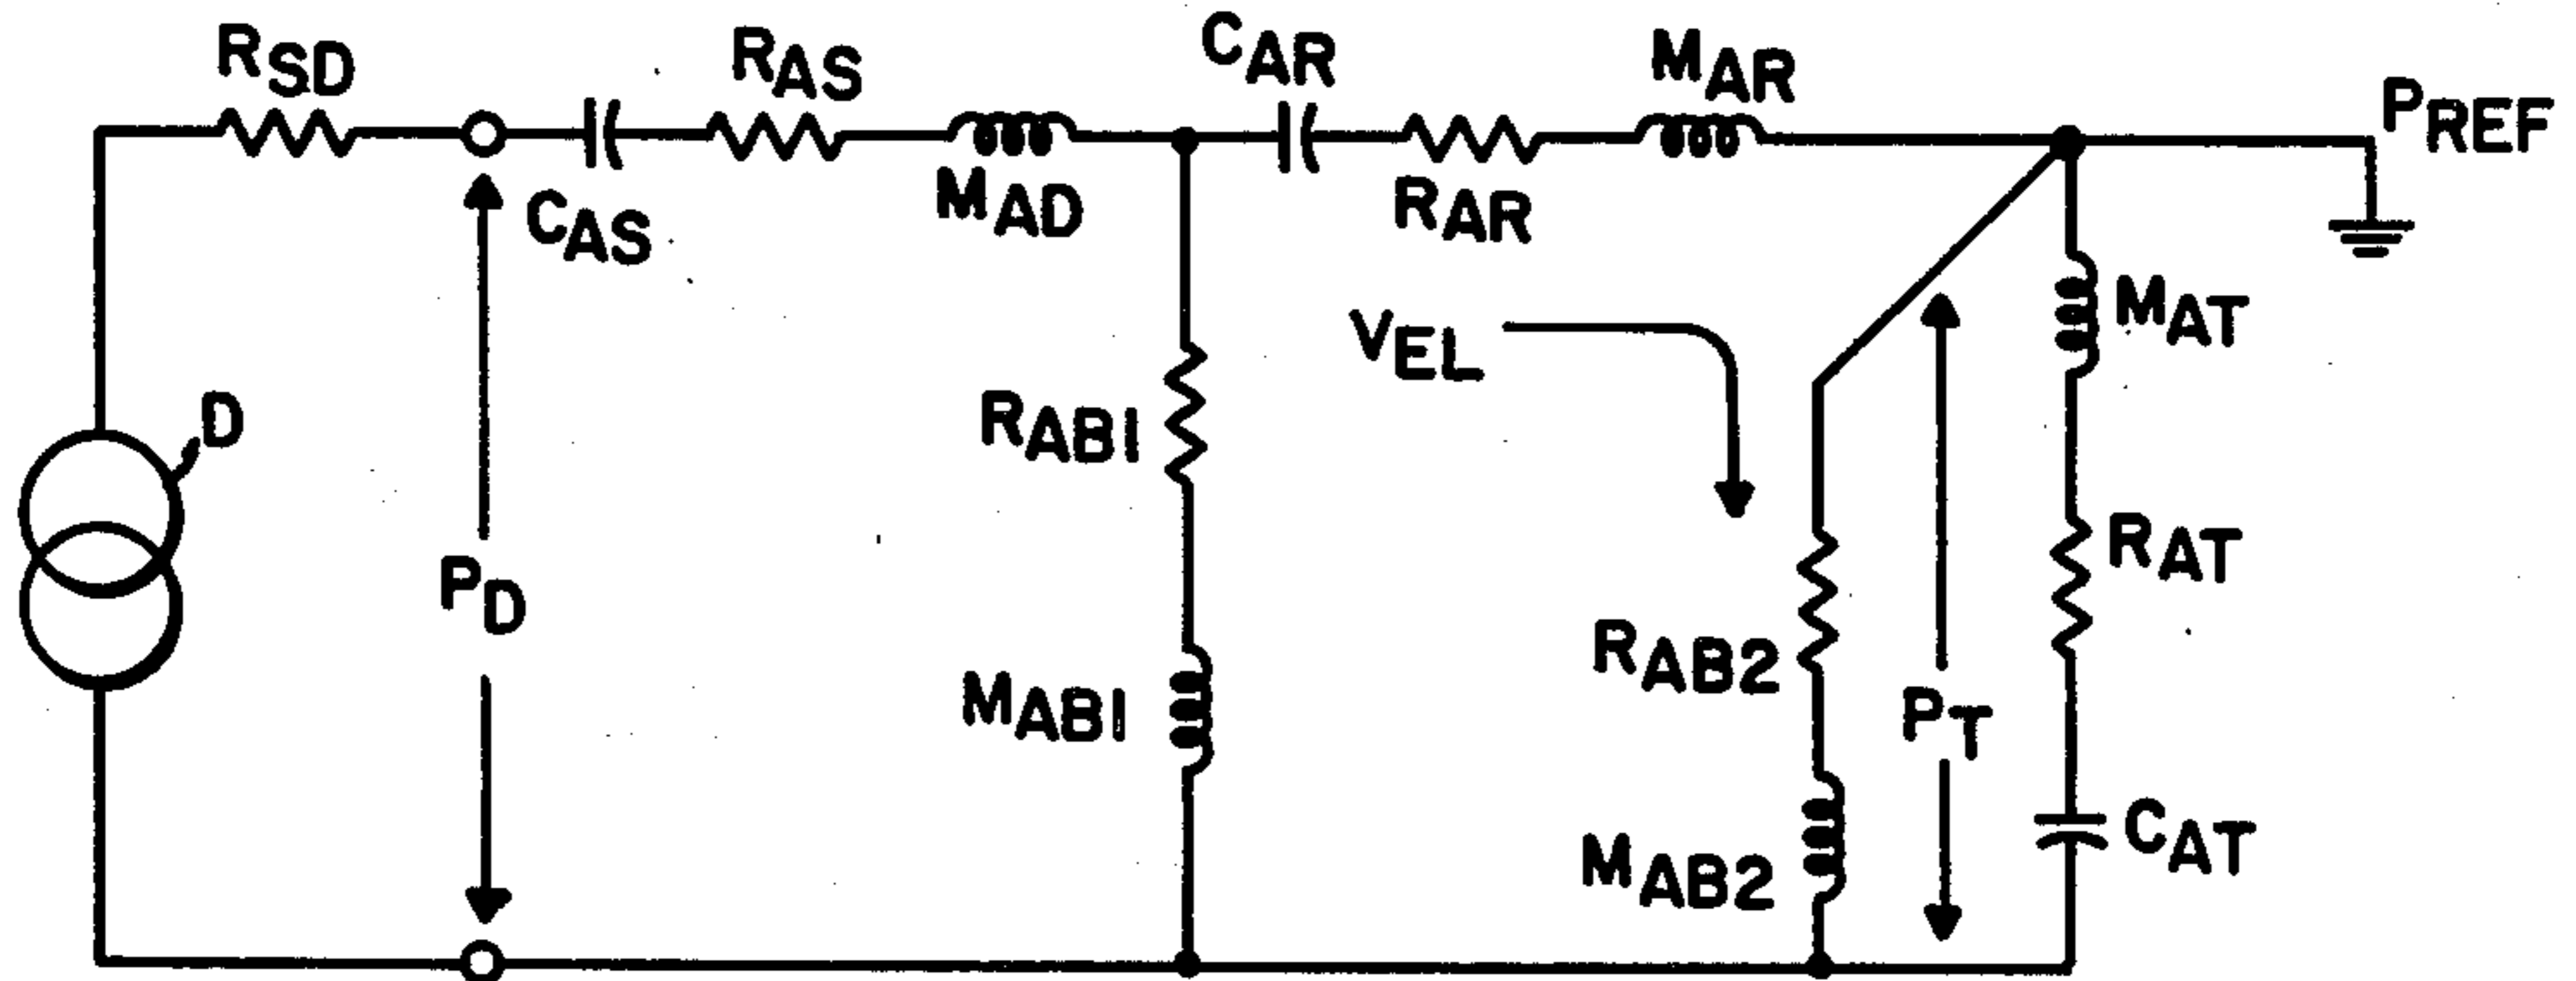 RSD
RAS
CAR
MAR
PREF
CAS
MAD
RAR
D
VEL
MAT
RAB1
PD
RAT
RAB2
MAB1
PT
MAB2
CAT